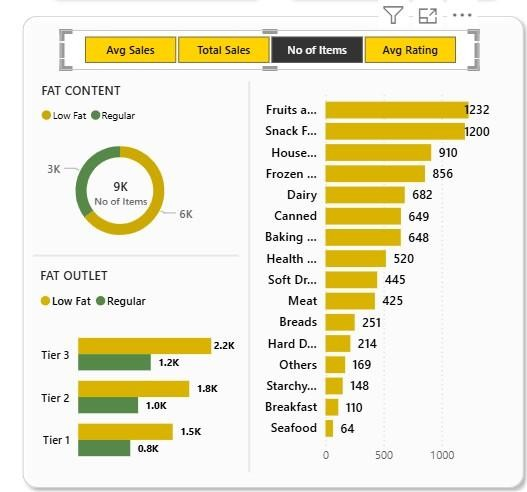 Avg Sales Total Sales No of Items Avg Rating
FAT CONTENT
Low Fat Regular
3K
9K
No of Items
6K
FAT OUTLET
Low Fat Regular
Tier 3 2.2K
1.2K
Tier 2 1.8K
1.0K
Tier 1 1.5K
0.8K
Fruits a... 1232
Snack F... 1200
House... 910
Frozen ... 856
Dairy 682
Canned 649
Baking ... 648
Health ... 520
Soft Dr... 445
Meat 425
Breads 251
Hard D... 214
Others 169
Starchy... 148
Breakfast 110
Seafood 64
0 500 1000